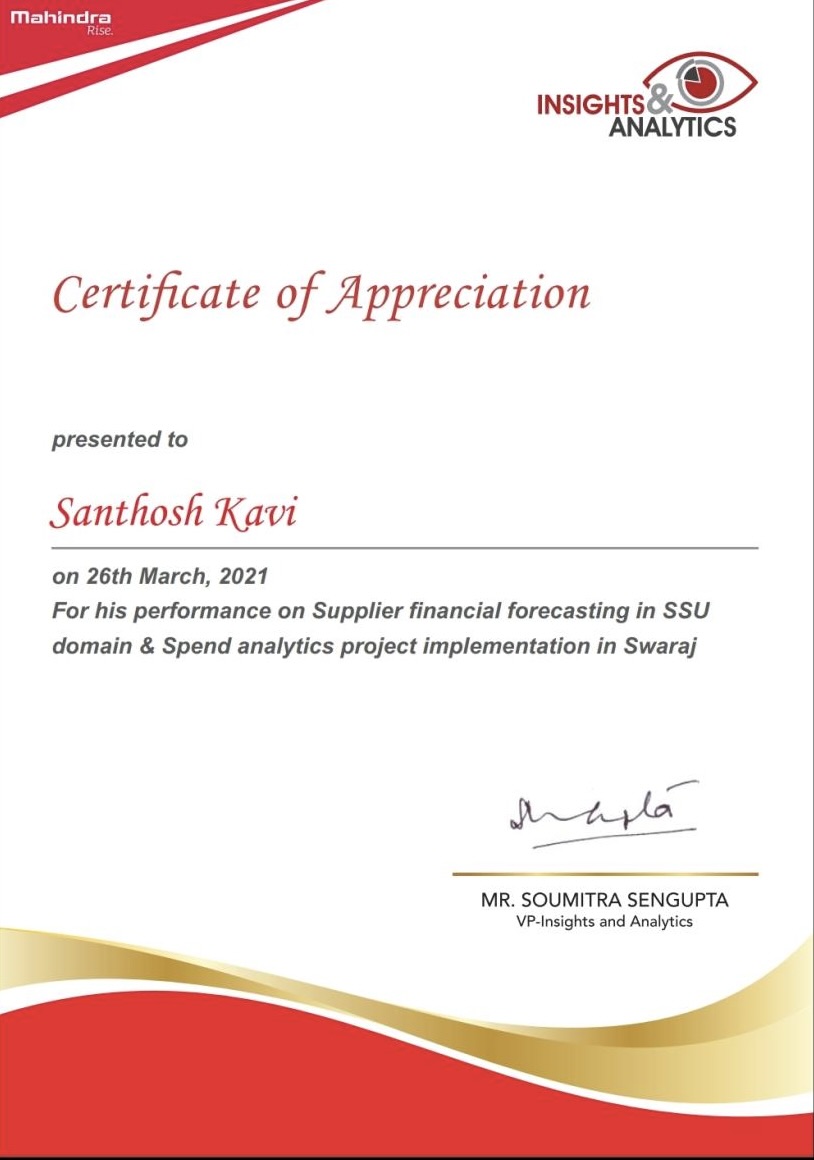 Mahindra
Rise.
INSIGHTS &
ANALYTICS
Certificate of Appreciation
presented to
Santhosh Kavi
on 26th March, 2021
For his performance on Supplier financial forecasting in SSU
domain & Spend analytics project implementation in Swaraj
MR. SOUMITRA SENGUPTA
VP-Insights and Analytics